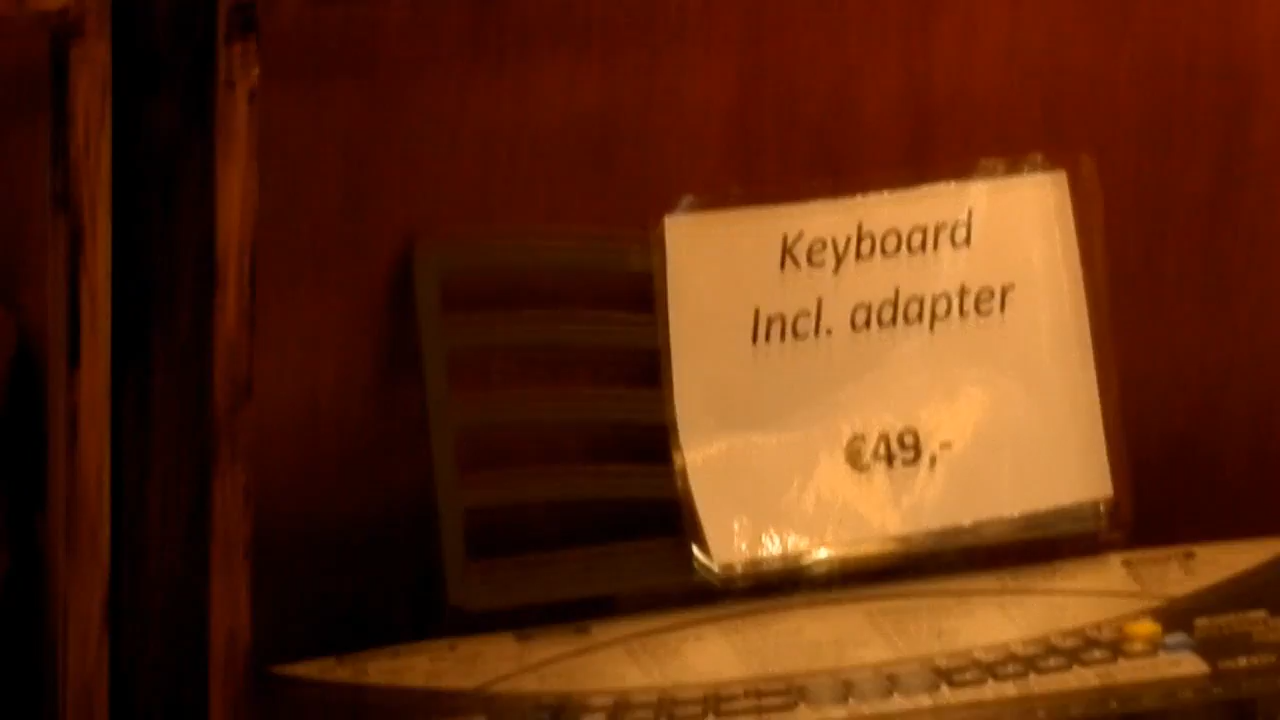 Keyboard
Incl. adapter
€49,-